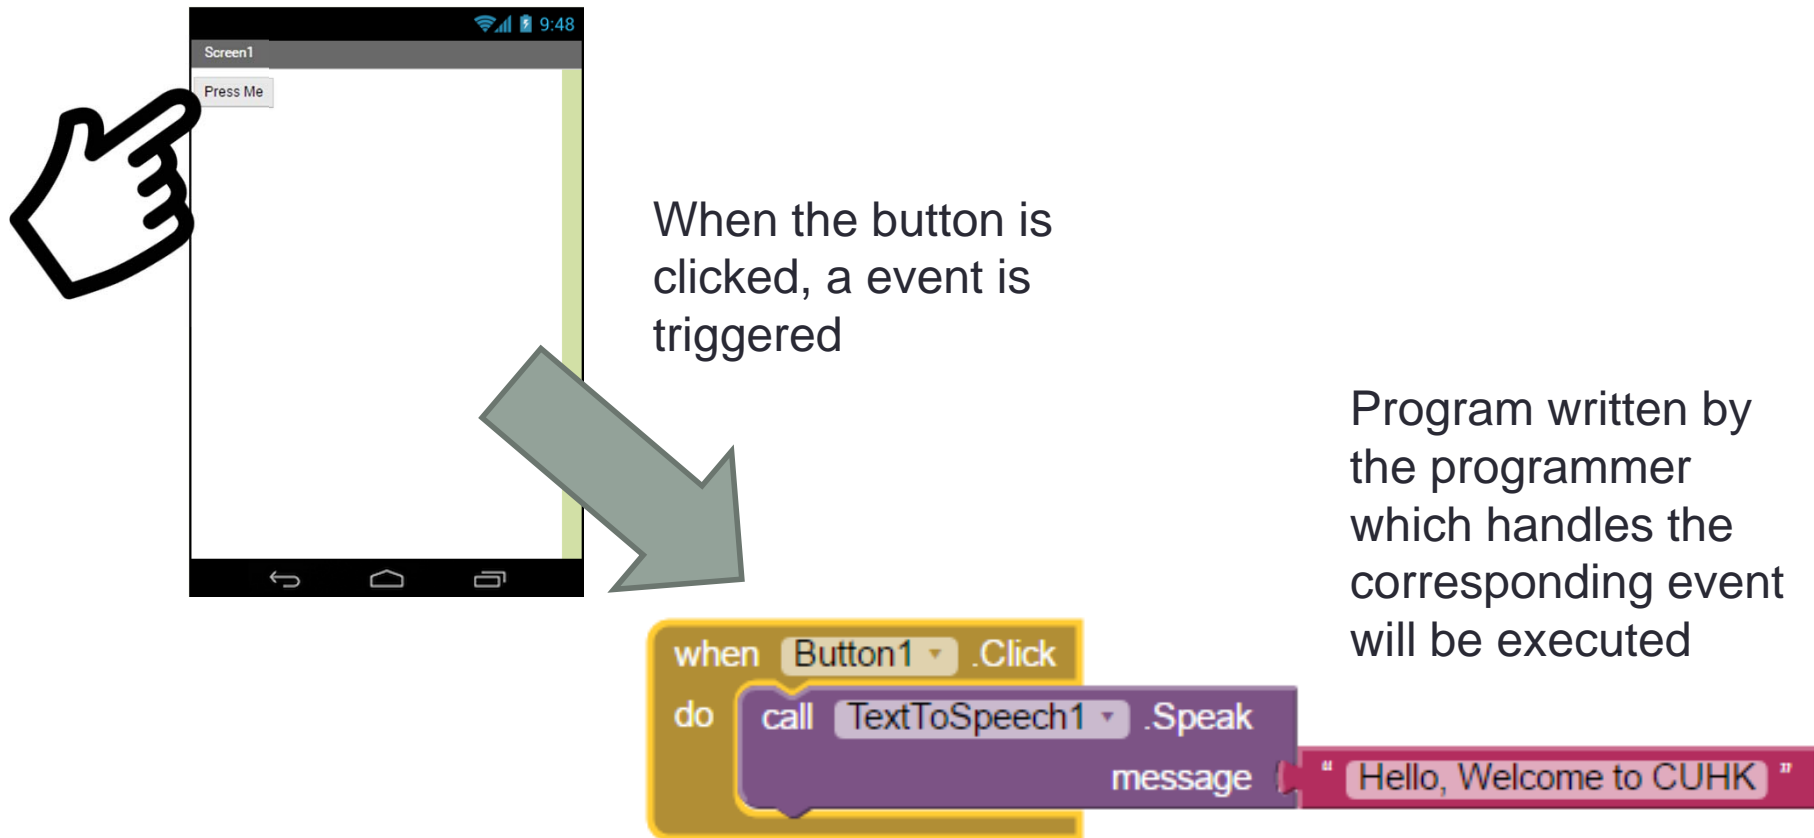 9:48
Screen1
Press Me
When the button is
clicked, a event is
triggered
Program written by
the programmer
which handles the
corresponding event
will be executed
when Button1 .Click
do call TextToSpeech1 .Speak
message “ Hello, Welcome to CUHK ”